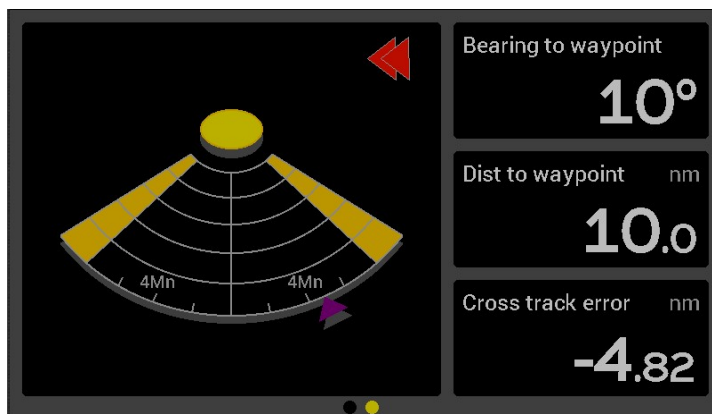 4Mn 4Mn
Bearing to waypoint
10°
Dist to waypoint nm
10.0
Cross track error nm
-4.82